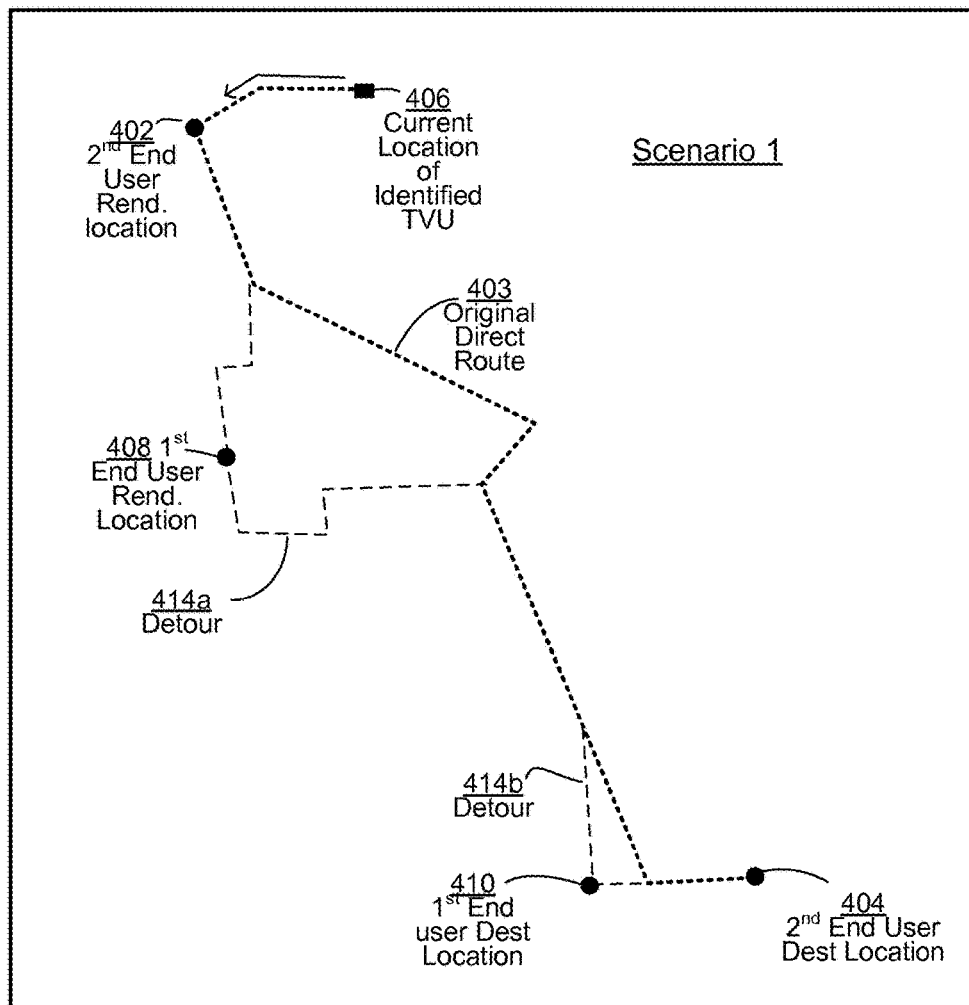 406
Current
Location
of
Identified
TVU
Scenario 1
402
2nd End
User
Rend.
location
403
Original
Direct
Route
408 1st
End User
Rend.
Location
414a
Detour
414b
Detour
410
1st End
user Dest
Location
404
2nd End User
Dest Location